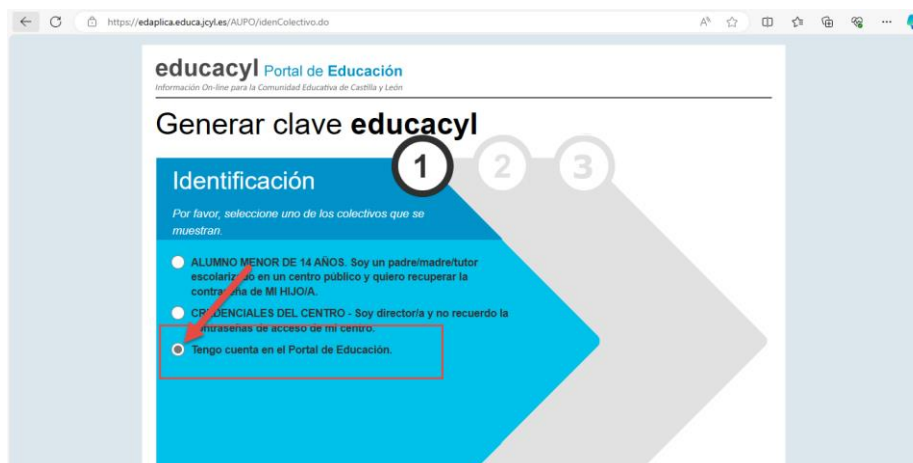 https://edaplica.educa.jcyl.es/AUPO/idenColectivo.do
educacyl Portal de Educación
Información On-line para la Comunidad Educativa de Castilla y León
Generar clave educacyl
1
2
3
Identificación
Por favor, seleccione uno de los colectivos que se
muestran.
ALUMNO MENOR DE 14 AÑOS. Soy un padre/madre/tutor
escolarizado en un centro público y quiero recuperar la
contraseña de MI HIJO/A.
CREDENCIALES DEL CENTRO - Soy director/a y no recuerdo la
contraseñas de acceso de mi centro.
Tengo cuenta en el Portal de Educación.